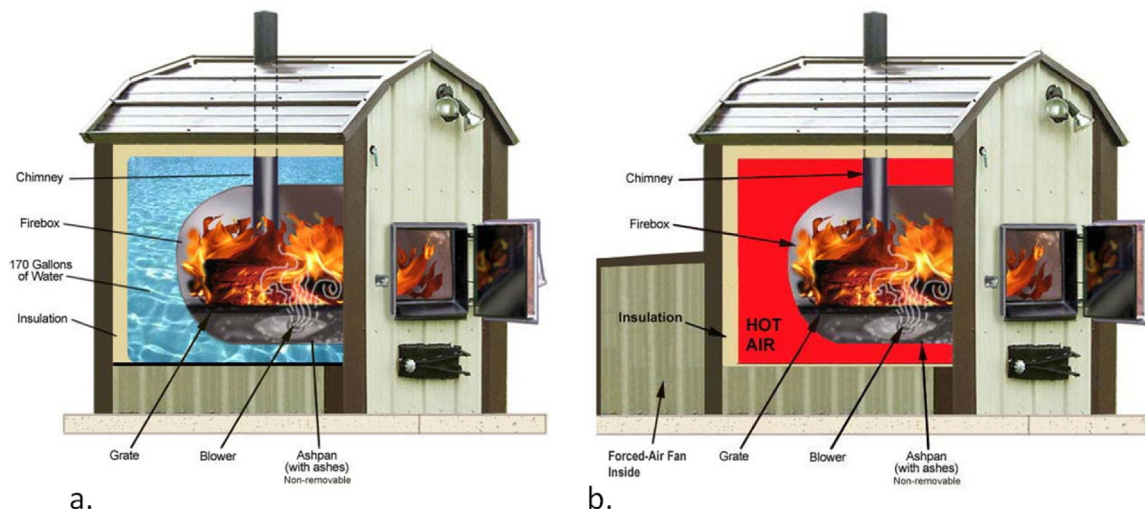 Chimney
Firebox
170 Gallons
of Water
Insulation
Grate
Blower
Ashpan
(with ashes)
Non-removable
a.
Chimney
Firebox
Insulation
HOT
AIR
Forced-Air Fan
Inside
Grate
Blower
Ashpan
(with ashes)
Non-removable
b.